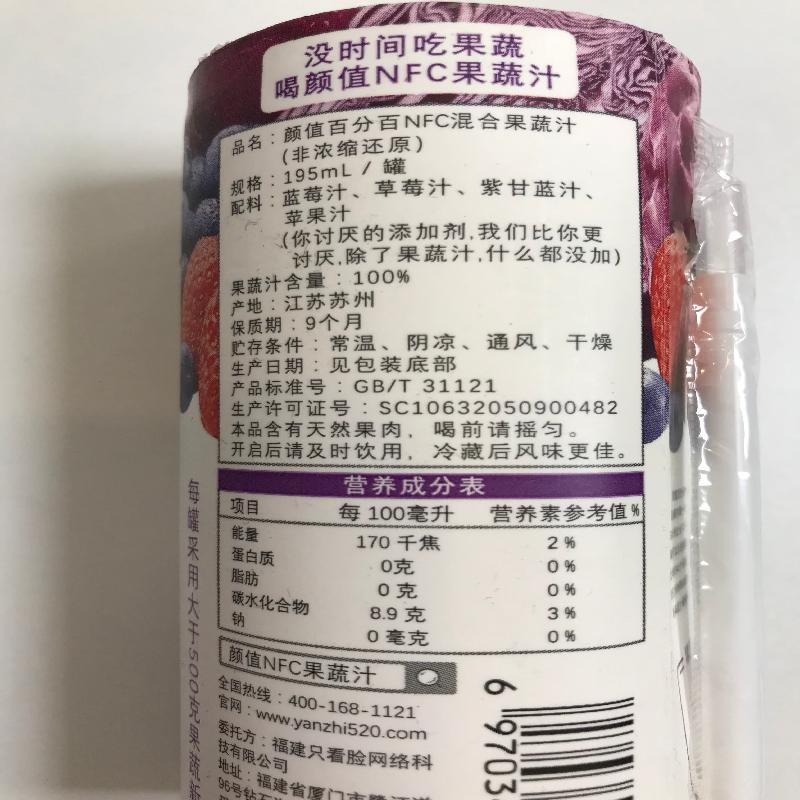 没时间吃果蔬
喝颜值NFC果蔬汁
品名：颜值百分百NFC混合果蔬汁
(非浓缩还原)
规格：195mL / 罐
配料：蓝莓汁、草莓汁、紫甘蓝汁、
苹果汁
(你讨厌的添加剂,我们比你更
讨厌,除了果蔬汁,什么都没加)
果蔬汁含量：100%
产地：江苏苏州
保质期：9个月
贮存条件：常温、阴凉、通风、干燥
生产日期：见包装底部
产品标准号：GB/T 31121
生产许可证号：SC10632050900482
本品含有天然果肉，喝前请摇匀。
开启后请及时饮用，冷藏后风味更佳。
营养成分表
项目 每 100毫升 营养素参考值%
能量 170 千焦 2%
蛋白质 0克 0%
脂肪 0 克 0%
碳水化合物 8.9 克 3%
钠 0 毫克 0%
颜值NFC果蔬汁
全国热线：400-168-1121
官网：www.yanzhi520.com
委托方：福建只看脸网络科
技有限公司
地址：福建省厦门市
96号
6 9703
每罐采用大于500克果蔬新